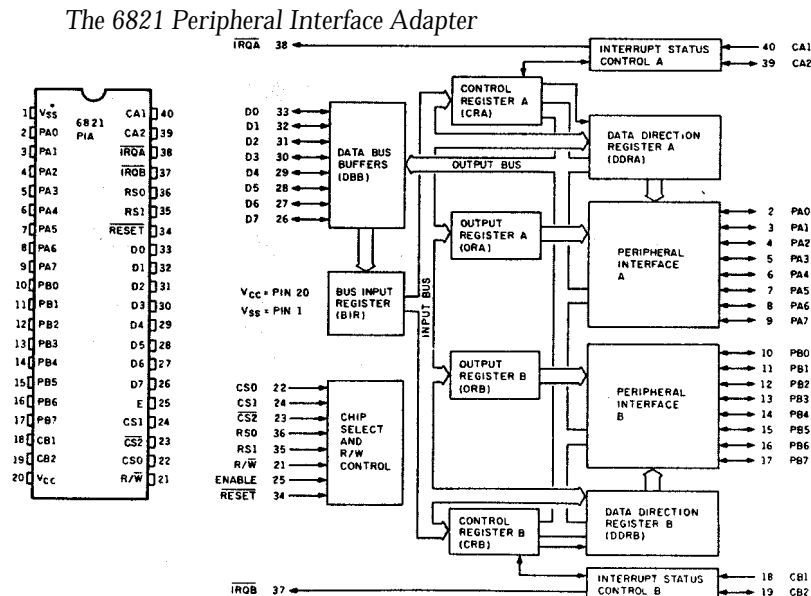 The 6821 Peripheral Interface Adapter
6821
PIA
1 VSS* CA1 40
2 PA0 CA2 39
3 PA1 IRQA 38
4 PA2 IRQB 37
5 PA3 RS0 36
6 PA4 RS1 35
7 PA5 RESET 34
8 PA6 D0 33
9 PA7 D1 32
10 PB0 D2 31
11 PB1 D3 30
12 PB2 D4 29
13 PB3 D5 28
14 PB4 D6 27
15 PB5 D7 26
16 PB6 E 25
17 PB7 CS1 24
18 CB1 CS2 23
19 CB2 CS0 22
20 VCC R/W 21
IRQA 38
INTERRUPT STATUS
CONTROL A
40 CA1
39 CA2
CONTROL
REGISTER A
(CRA)
D0 33
D1 32
D2 31
D3 30
D4 29
D5 28
D6 27
D7 26
DATA BUS
BUFFERS
(DBB)
OUTPUT BUS
DATA DIRECTION
REGISTER A
(DDRA)
OUTPUT
REGISTER A
(ORA)
PERIPHERAL
INTERFACE
A
2 PA0
3 PA1
4 PA2
5 PA3
6 PA4
7 PA5
8 PA6
9 PA7
VCC = PIN 20
VSS = PIN 1
BUS INPUT
REGISTER
(BIR)
INPUT BUS
OUTPUT
REGISTER B
(ORB)
PERIPHERAL
INTERFACE
B
10 PB0
11 PB1
12 PB2
13 PB3
14 PB4
15 PB5
16 PB6
17 PB7
CS0 22
CS1 24
CS2 23
RS0 36
RS1 35
R/W 21
ENABLE 25
RESET 34
CHIP
SELECT
AND
R/W
CONTROL
CONTROL
REGISTER B
(CRB)
DATA DIRECTION
REGISTER B
(DDRB)
IRQB 37
INTERRUPT STATUS
CONTROL B
18 CB1
19 CB2